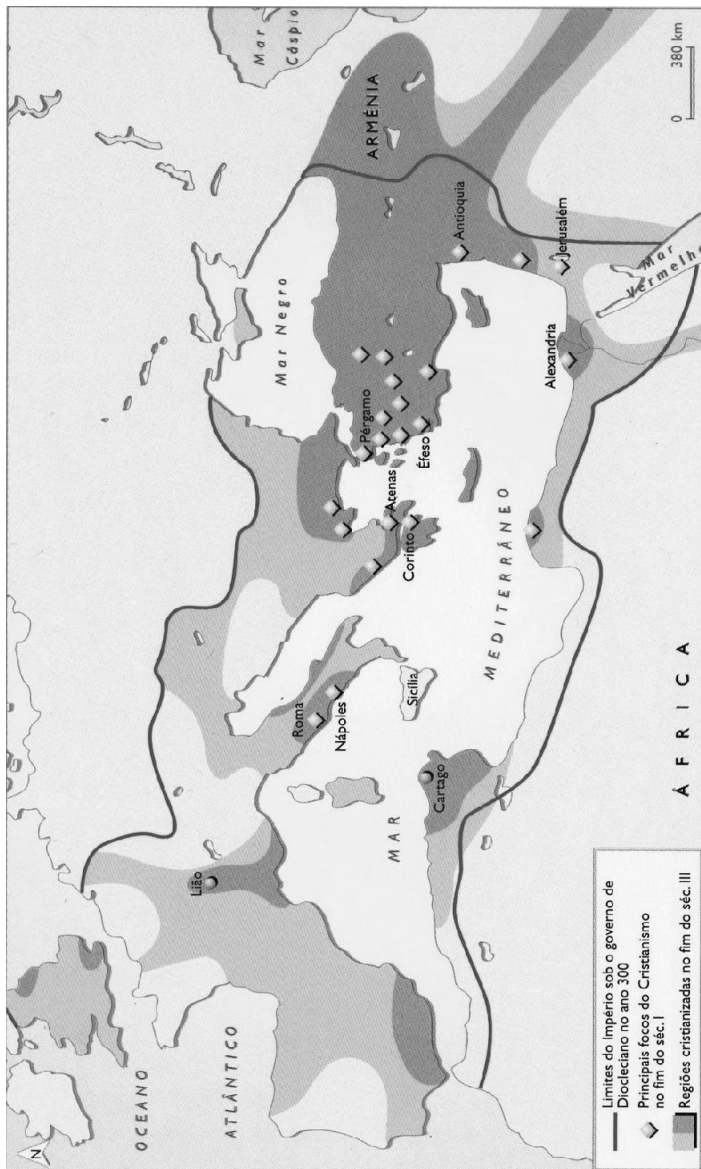 N
OCEANO
ATLÂNTICO
Mar
Cáspio
Mar Negro
ARMÉNIA
Lião
Roma
Nápoles
Sicília
Cartago
MAR
MEDITERRÂNEO
Corinto
Atenas
Pérgamo
Éfeso
Antioquia
Jerusalém
Alexandria
Mar
Vermelho
ÁFRICA
Limites do Império sob o governo de
Diocleciano no ano 300
Principais focos do Cristianismo
no fim do séc. I
Regiões cristianizadas no fim do séc. III
0 380 km